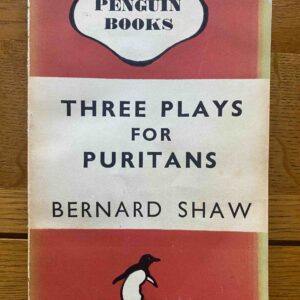 PENGUIN
BOOKS
THREE PLAYS
FOR
PURITANS
BERNARD SHAW